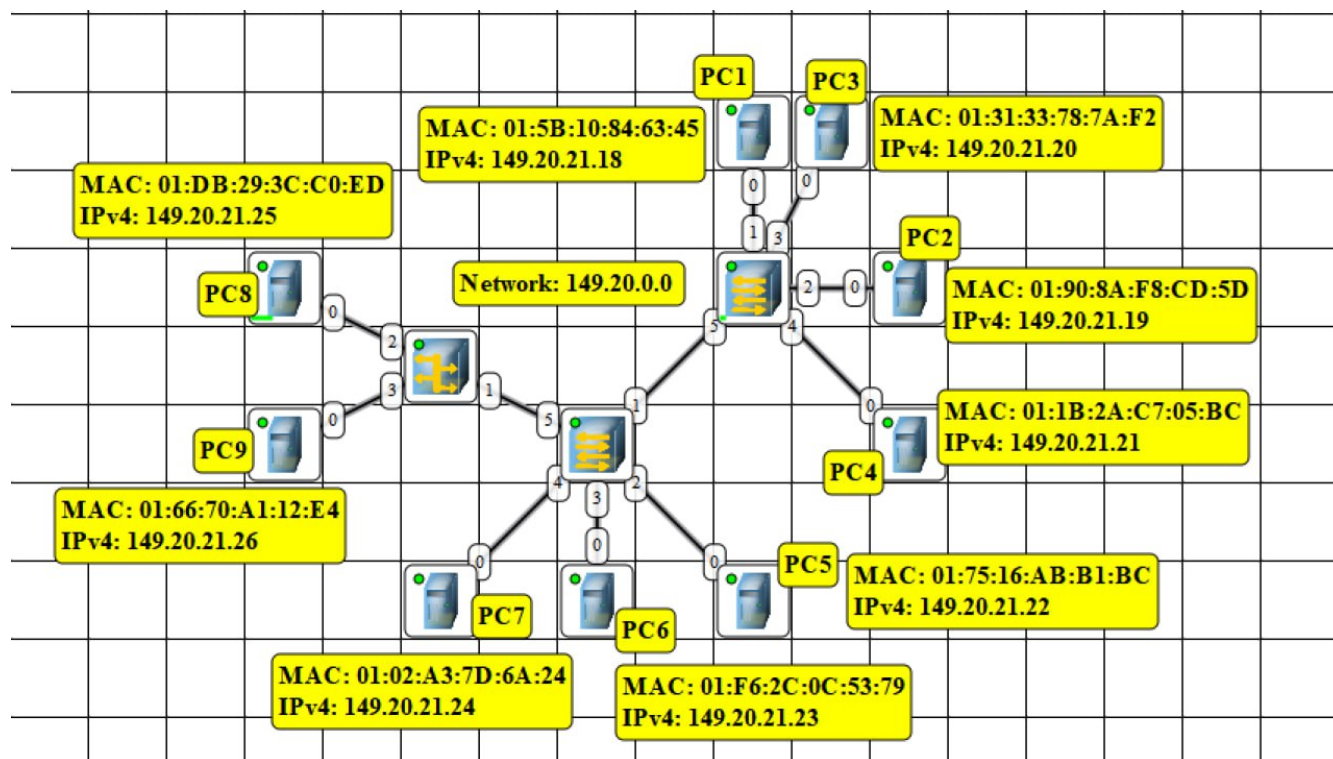 PC1
PC3
MAC: 01:5B:10:84:63:45
IPv4: 149.20.21.18
MAC: 01:31:33:78:7A:F2
IPv4: 149.20.21.20
0
0
1
3
MAC: 01:DB:29:3C:C0:ED
IPv4: 149.20.21.25
PC8
0
2
Network: 149.20.0.0
PC2
2
0
5
4
MAC: 01:90:8A:F8:CD:5D
IPv4: 149.20.21.19
3
1
0
5
1
0
PC9
MAC: 01:1B:2A:C7:05:BC
IPv4: 149.20.21.21
PC4
4
3
2
MAC: 01:66:70:A1:12:E4
IPv4: 149.20.21.26
0
0
0
PC7
PC6
PC5
MAC: 01:75:16:AB:B1:BC
IPv4: 149.20.21.22
MAC: 01:02:A3:7D:6A:24
IPv4: 149.20.21.24
MAC: 01:F6:2C:0C:53:79
IPv4: 149.20.21.23